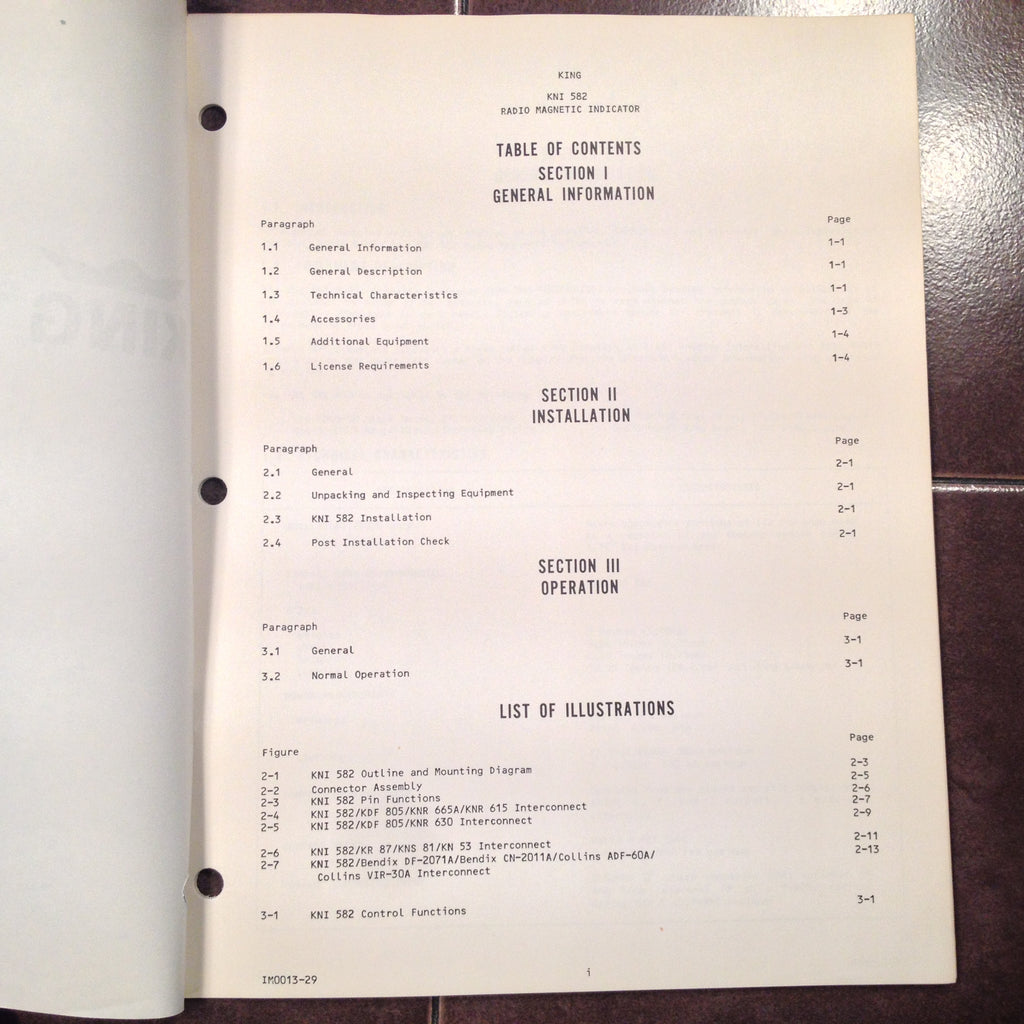 KING
KNI 582
RADIO MAGNETIC INDICATOR
TABLE OF CONTENTS
SECTION I
GENERAL INFORMATION
Paragraph Page
1.1 General Information 1-1
1.2 General Description 1-1
1.3 Technical Characteristics 1-1
1.4 Accessories 1-3
1.5 Additional Equipment 1-4
1.6 License Requirements 1-4
SECTION II
INSTALLATION
Paragraph Page
2.1 General 2-1
2.2 Unpacking and Inspecting Equipment 2-1
2.3 KNI 582 Installation 2-1
2.4 Post Installation Check 2-1
SECTION III
OPERATION
Paragraph Page
3.1 General 3-1
3.2 Normal Operation 3-1
LIST OF ILLUSTRATIONS
Figure Page
2-1 KNI 582 Outline and Mounting Diagram 2-3
2-2 Connector Assembly 2-5
2-3 KNI 582 Pin Functions 2-6
2-4 KNI 582/KDF 805/KNR 665A/KNR 615 Interconnect 2-7
2-5 KNI 582/KDF 805/KNR 630 Interconnect 2-9
2-6 KNI 582/KR 87/KNS 81/KN 53 Interconnect 2-11
2-7 KNI 582/Bendix DF-2071A/Bendix CN-2011A/Collins ADF-60A/ 2-13
Collins VIR-30A Interconnect
3-1 KNI 582 Control Functions 3-1
IM0013-29 i